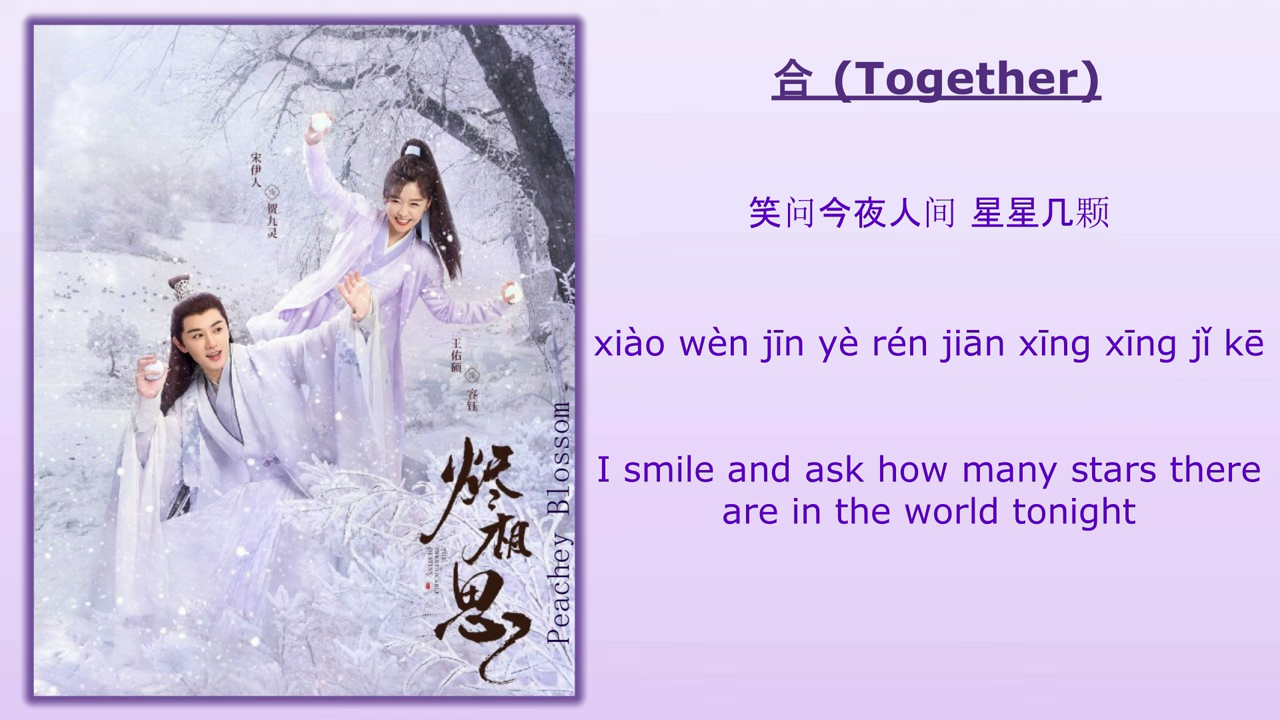 合 (Together)
笑问今夜人间 星星几颗
xiào wèn jīn yè rén jiān xīng xīng jǐ kē
I smile and ask how many stars there
are in the world tonight
宋伊人
饰
贺九灵
王佑硕
饰
容钰
烬相思
Peachey Blossom